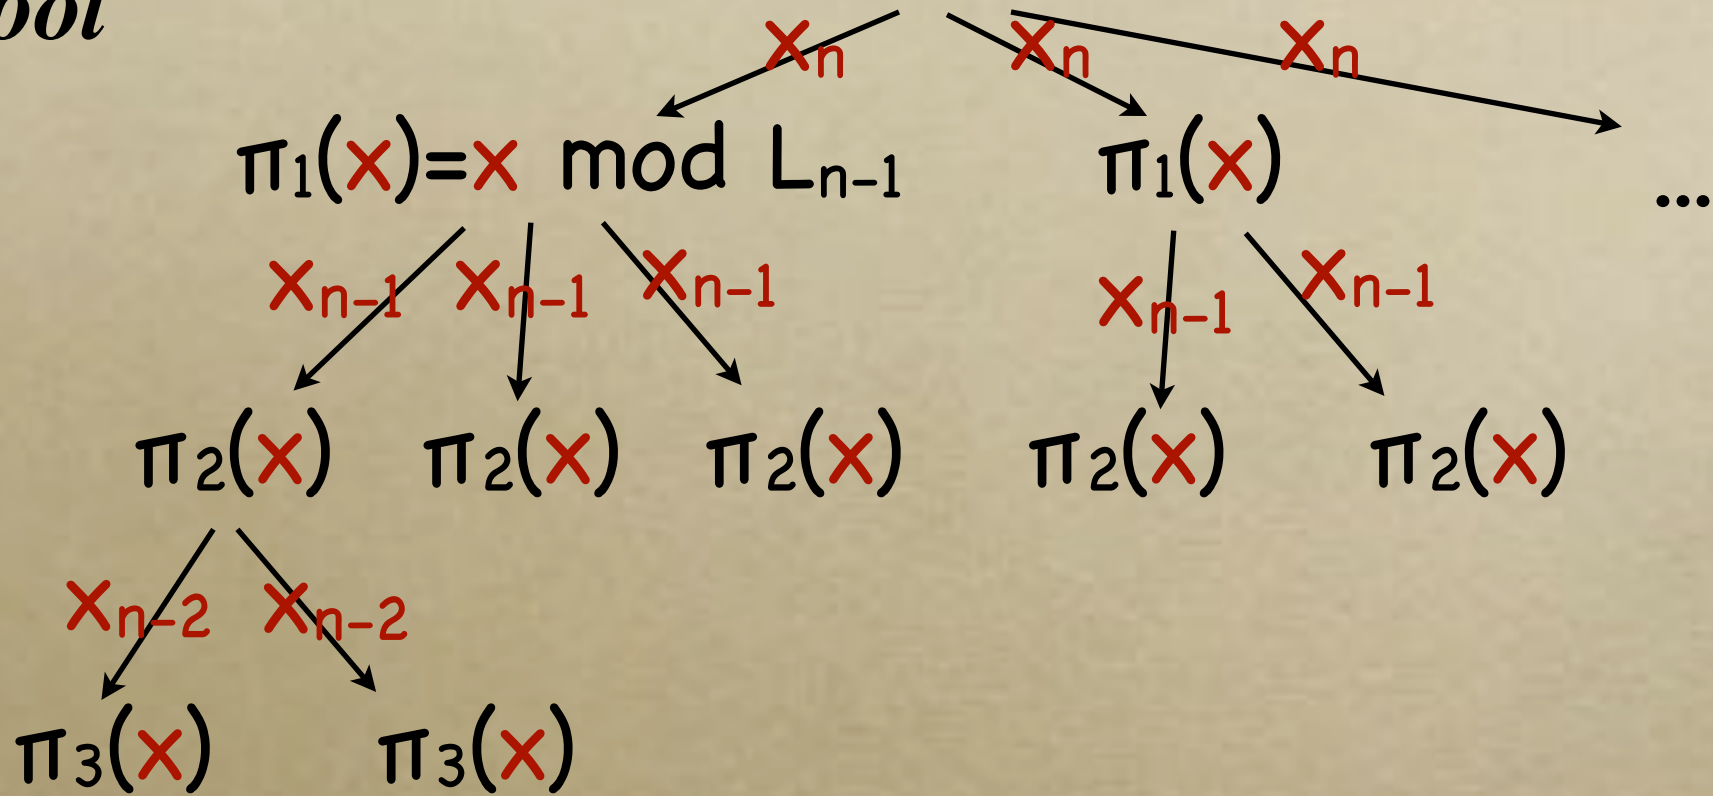 ool
xₙ xₙ xₙ
π₁(x)=x mod Lₙ₋₁ π₁(x) ...
xₙ₋₁ xₙ₋₁ xₙ₋₁ xₙ₋₁ xₙ₋₁
π₂(x) π₂(x) π₂(x) π₂(x) π₂(x)
xₙ₋₂ xₙ₋₂
π₃(x) π₃(x)